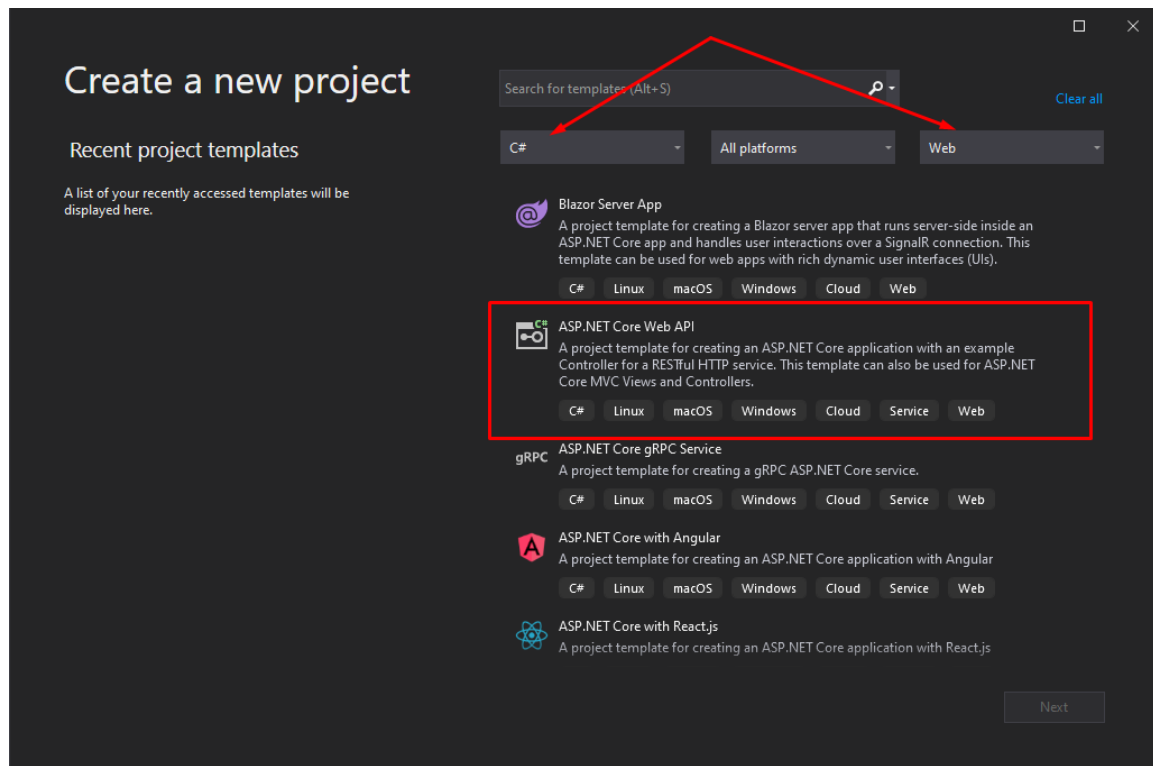 Create a new project
Search for templates (Alt+S)
Clear all
Recent project templates
C#
All platforms
Web
A list of your recently accessed templates will be
displayed here.
Blazor Server App
A project template for creating a Blazor server app that runs server-side inside an
ASP.NET Core app and handles user interactions over a SignalR connection. This
template can be used for web apps with rich dynamic user interfaces (UIs).
C# Linux macOS Windows Cloud Web
C#
ASP.NET Core Web API
A project template for creating an ASP.NET Core application with an example
Controller for a RESTful HTTP service. This template can also be used for ASP.NET
Core MVC Views and Controllers.
C# Linux macOS Windows Cloud Service Web
gRPC
ASP.NET Core gRPC Service
A project template for creating a gRPC ASP.NET Core service.
C# Linux macOS Windows Cloud Service Web
ASP.NET Core with Angular
A project template for creating an ASP.NET Core application with Angular
C# Linux macOS Windows Cloud Service Web
ASP.NET Core with React.js
A project template for creating an ASP.NET Core application with React.js
Next